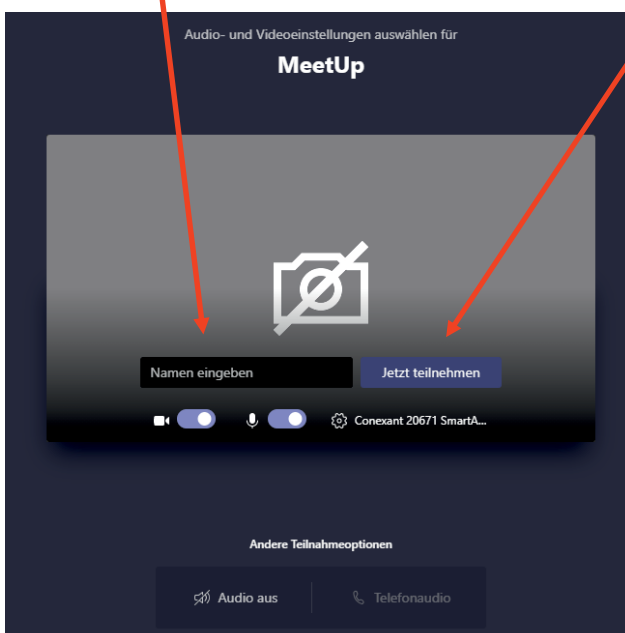 Audio- und Videoeinstellungen auswählen für
MeetUp
Namen eingeben
Jetzt teilnehmen
Conexant 20671 SmartA...
Andere Teilnahmeoptionen
Audio aus
Telefonaudio